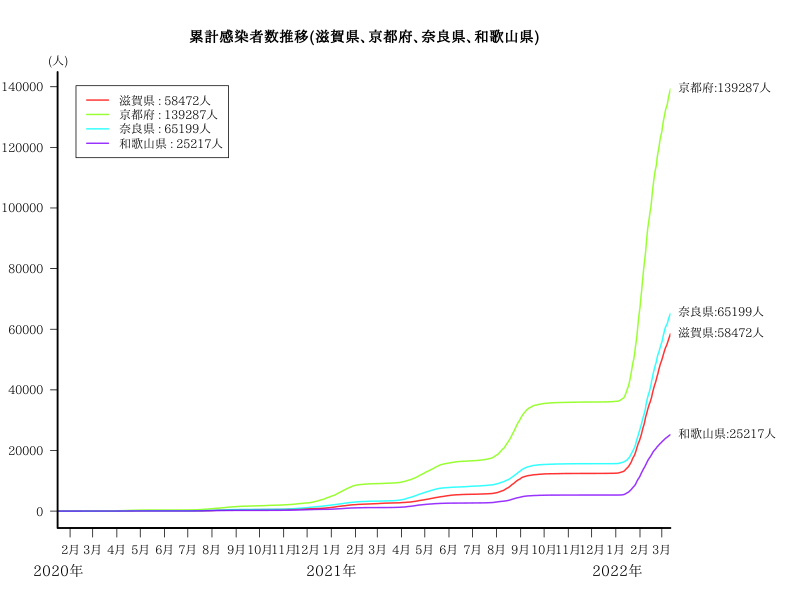 累計感染者数推移(滋賀県、京都府、奈良県、和歌山県)
(人)
滋賀県 : 58472人
京都府 : 139287人
奈良県 : 65199人
和歌山県 : 25217人
140000
120000
100000
80000
60000
40000
20000
0
京都府:139287人
奈良県:65199人
滋賀県:58472人
和歌山県:25217人
2月 3月 4月 5月 6月 7月 8月 9月 10月 11月 12月 1月 2月 3月 4月 5月 6月 7月 8月 9月 10月 11月 12月 1月 2月 3月
2020年 2021年 2022年